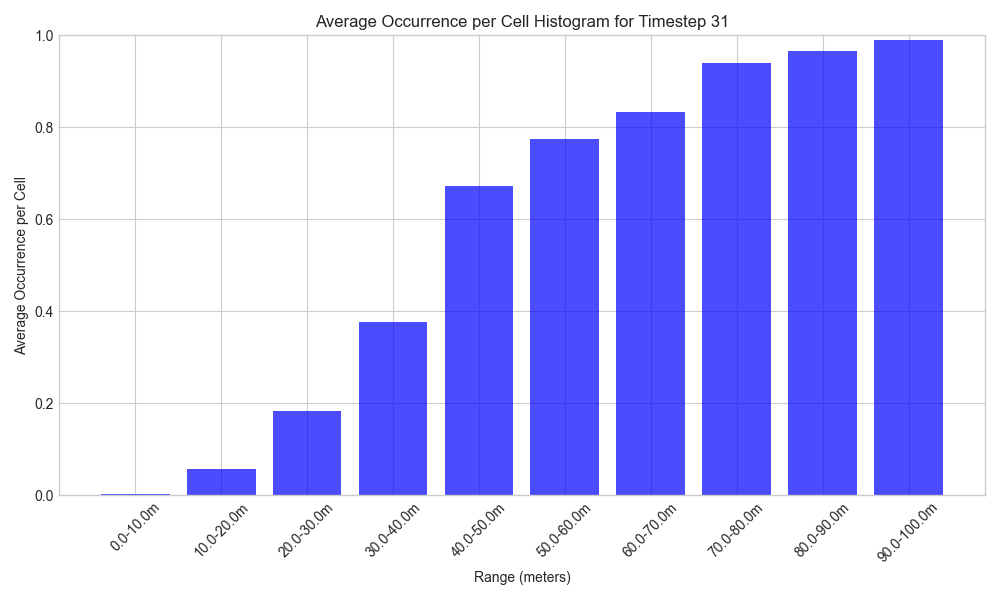 Average Occurrence per Cell Histogram for Timestep 31
Average Occurrence per Cell
1.0
0.8
0.6
0.4
0.2
0.0
0.0-10.0m
10.0-20.0m
20.0-30.0m
30.0-40.0m
40.0-50.0m
50.0-60.0m
60.0-70.0m
70.0-80.0m
80.0-90.0m
90.0-100.0m
Range (meters)